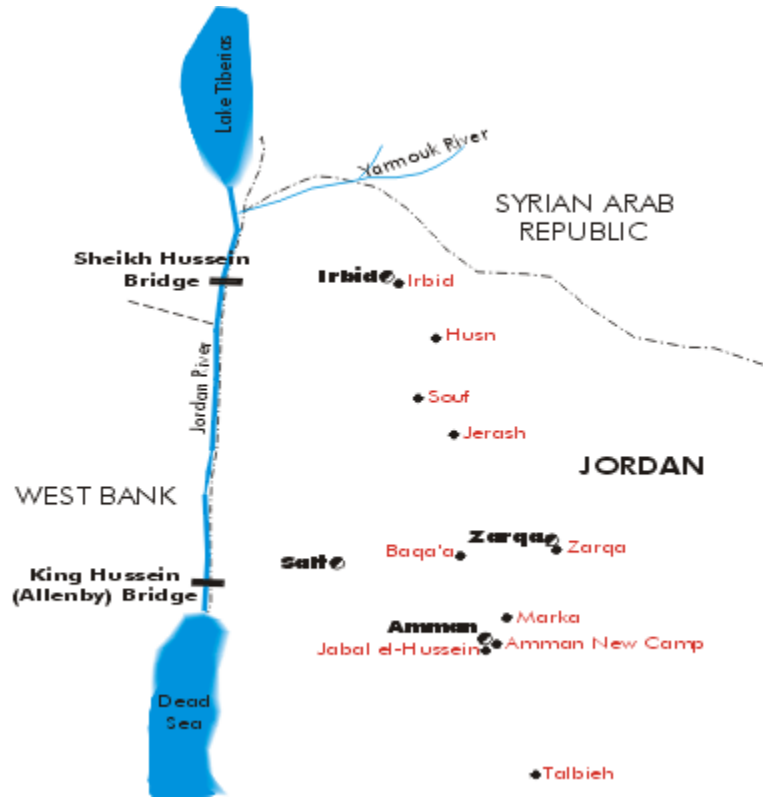 Lake Tiberias
Yarmouk River
SYRIAN ARAB
REPUBLIC
Sheikh Hussein
Bridge
Irbid
Irbid
Husn
Jordan River
Souf
Jerash
JORDAN
WEST BANK
Zarqa
Baqa'a
Zarqa
Salt
King Hussein
(Allenby) Bridge
Marka
Amman
Amman New Camp
Jabal el-Hussein
Dead
Sea
Talbieh